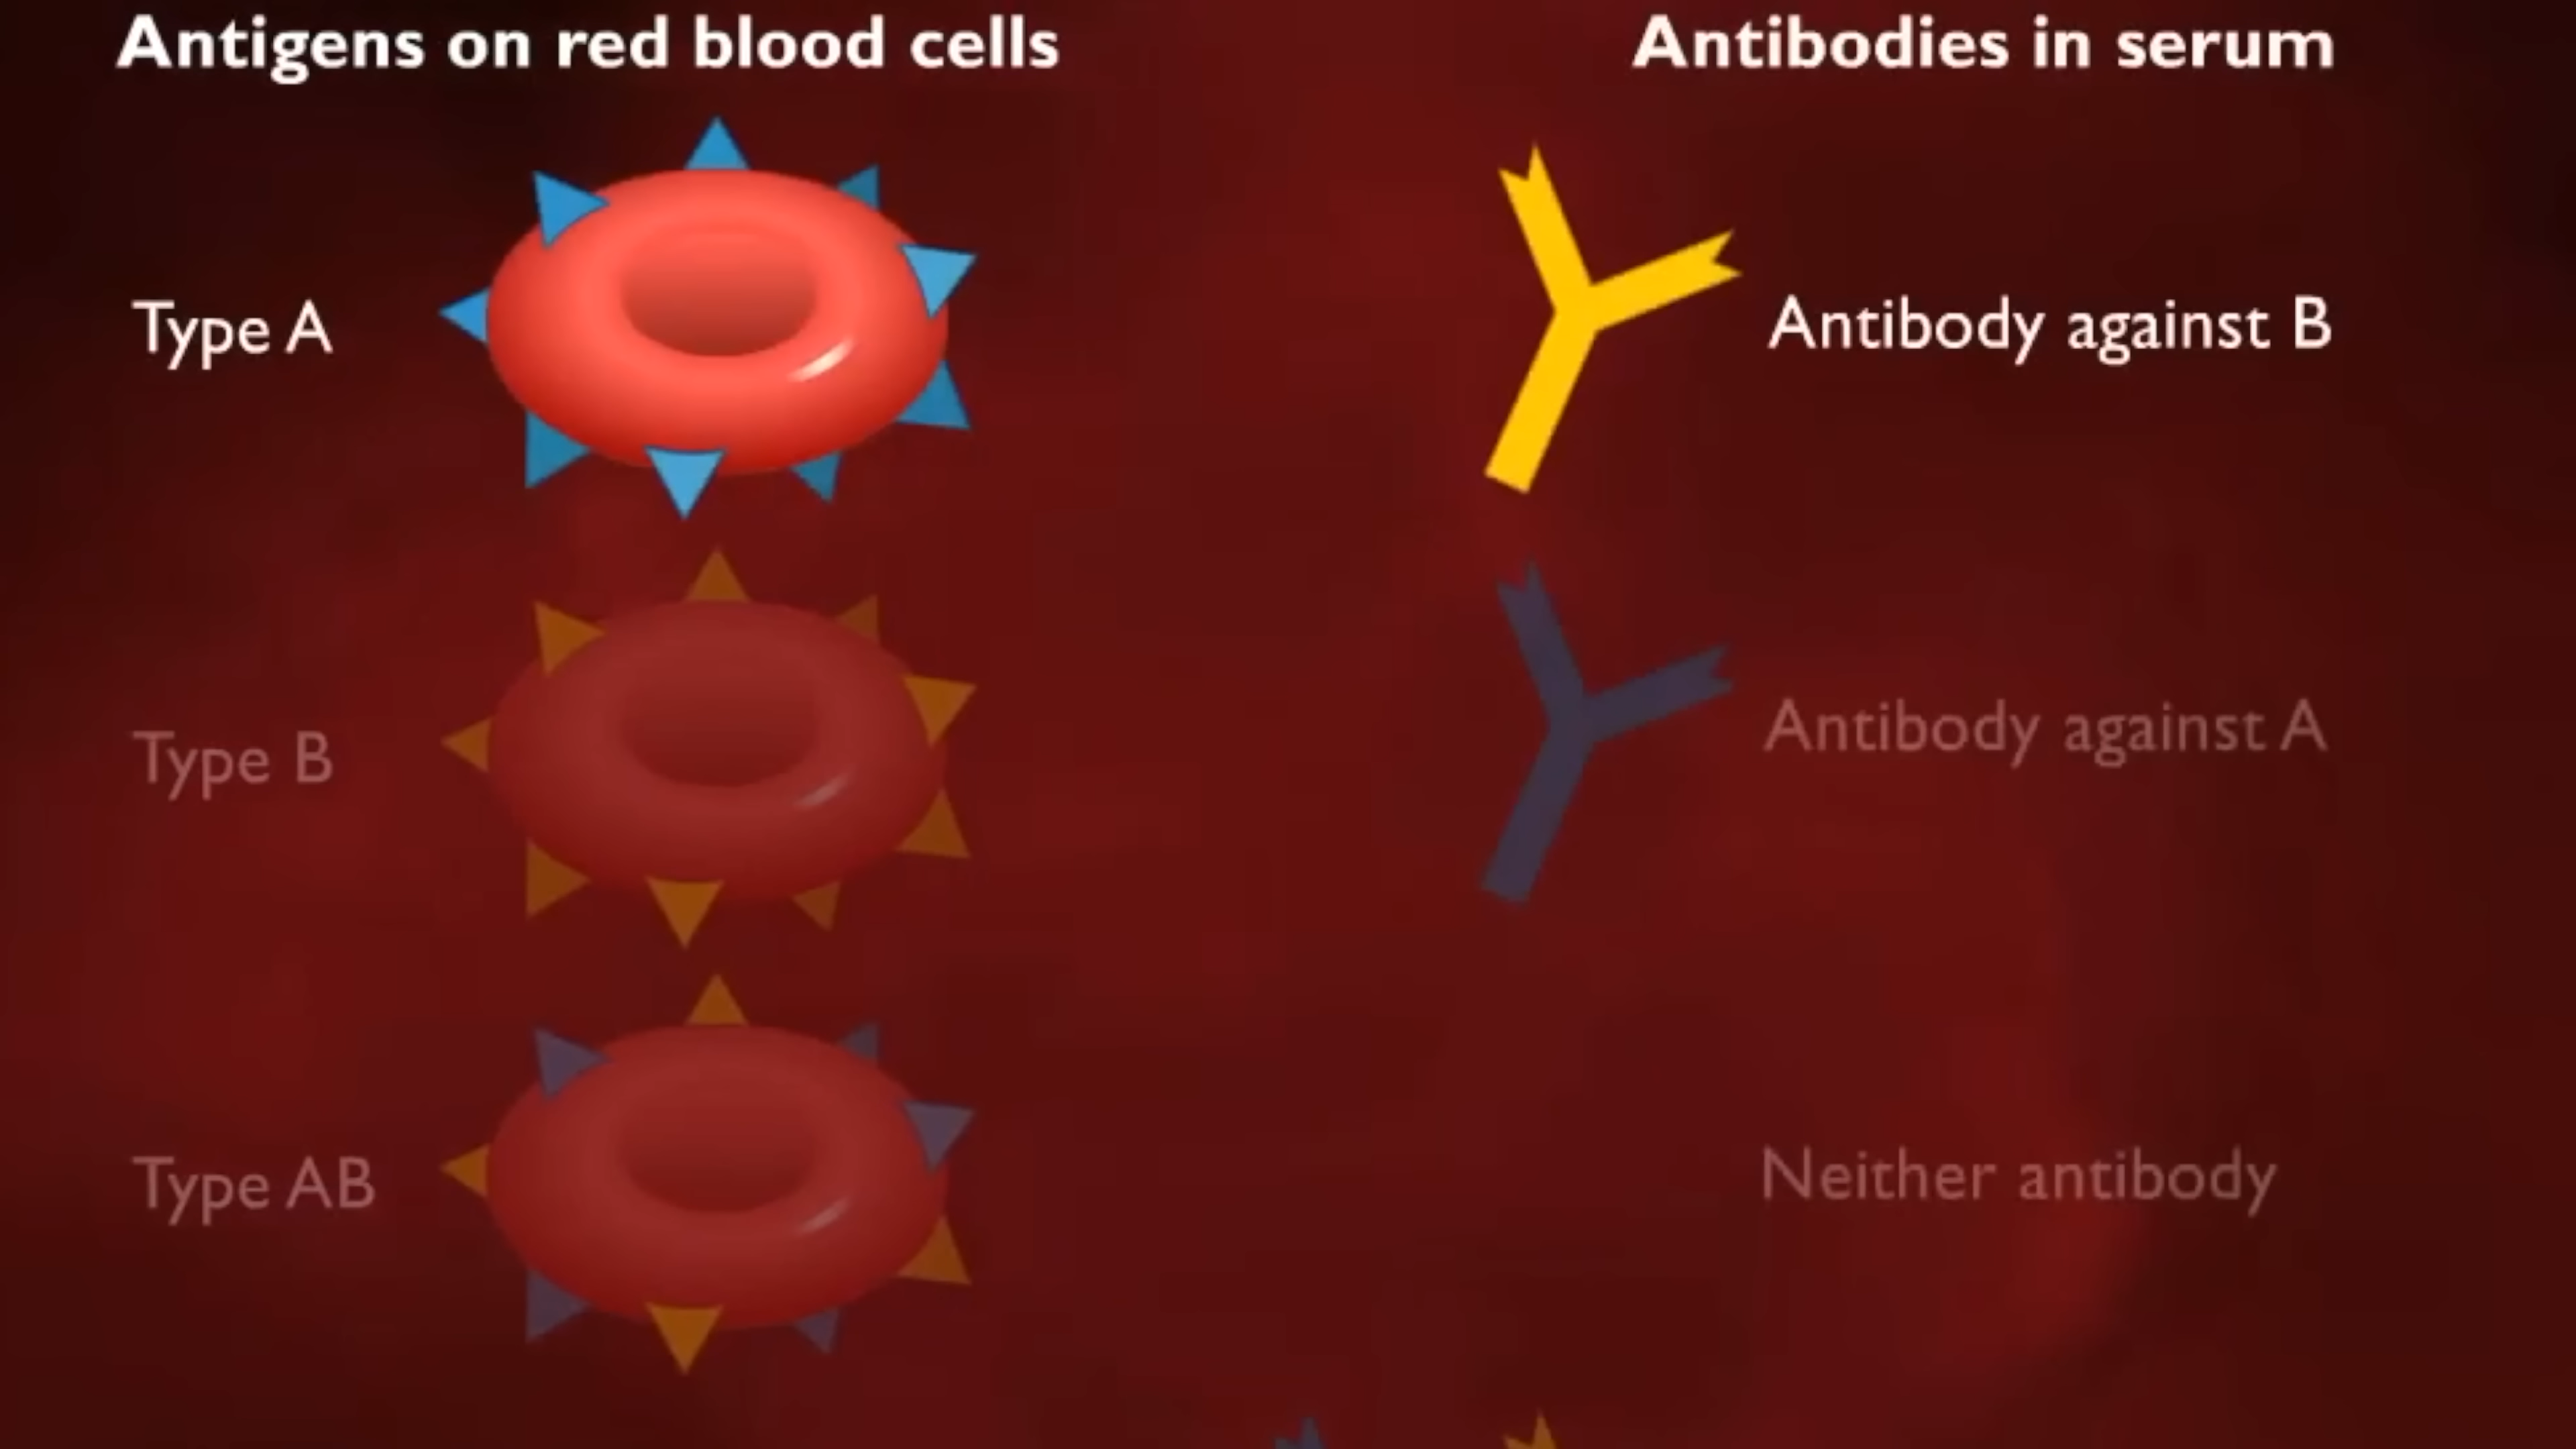 Antigens on red blood cells
Antibodies in serum
Type A
Antibody against B
Type B
Antibody against A
Type AB
Neither antibody